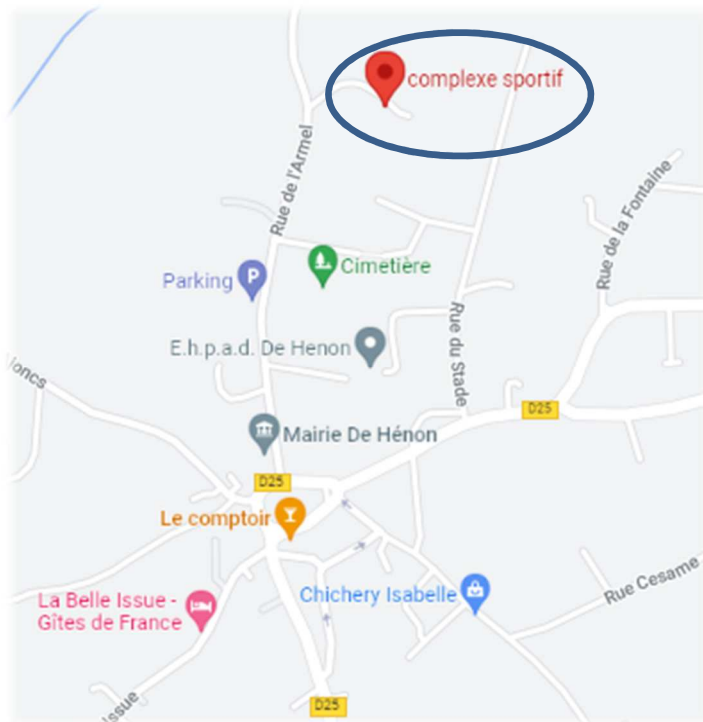 complexe sportif
Rue de l'Armel
Rue de la Fontaine
Cimetière
Parking
P
Rue du Stade
E.h.p.a.d. De Henon
D25
Mairie De Hénon
D25
Le comptoir
Chichery Isabelle
Rue Cesame
La Belle Issue -
Gîtes de France
D25